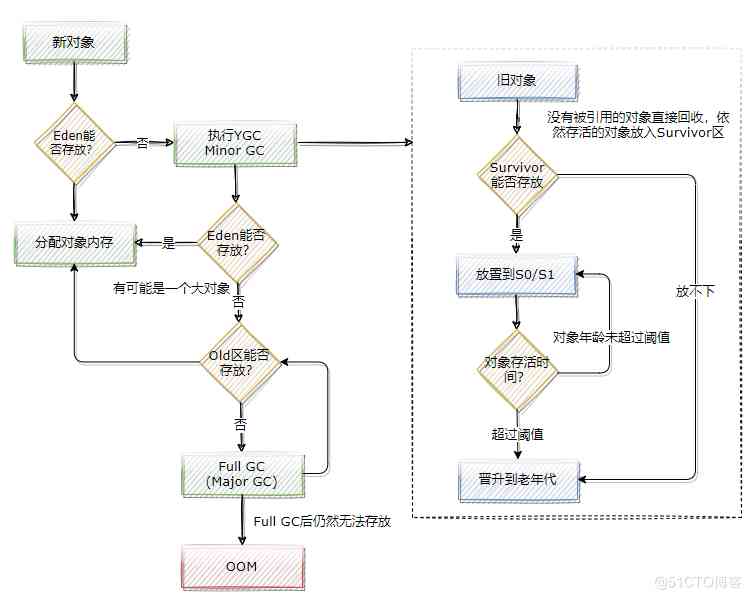 新对象
Eden能
否存放?
否
执行YGC
Minor GC
分配对象内存
是
Eden能否
存放?
有可能是一个大对象
否
Old区能否
存放?
否
Full GC
(Major GC)
Full GC后仍然无法存放
OOM
旧对象
没有被引用的对象直接回收，依
然存活的对象放入Survivor区
Survivor
能否存放
是
放不下
放置到S0/S1
对象年龄未超过阈值
对象存活时
间?
超过阈值
晋升到老年代
@51CTO博客